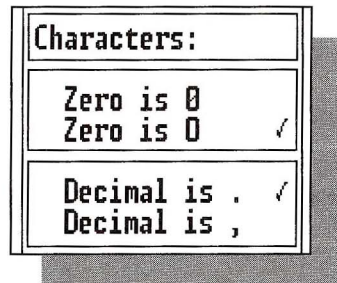 Characters:
Zero is 0
Zero is O ✓
Decimal is . ✓
Decimal is ,